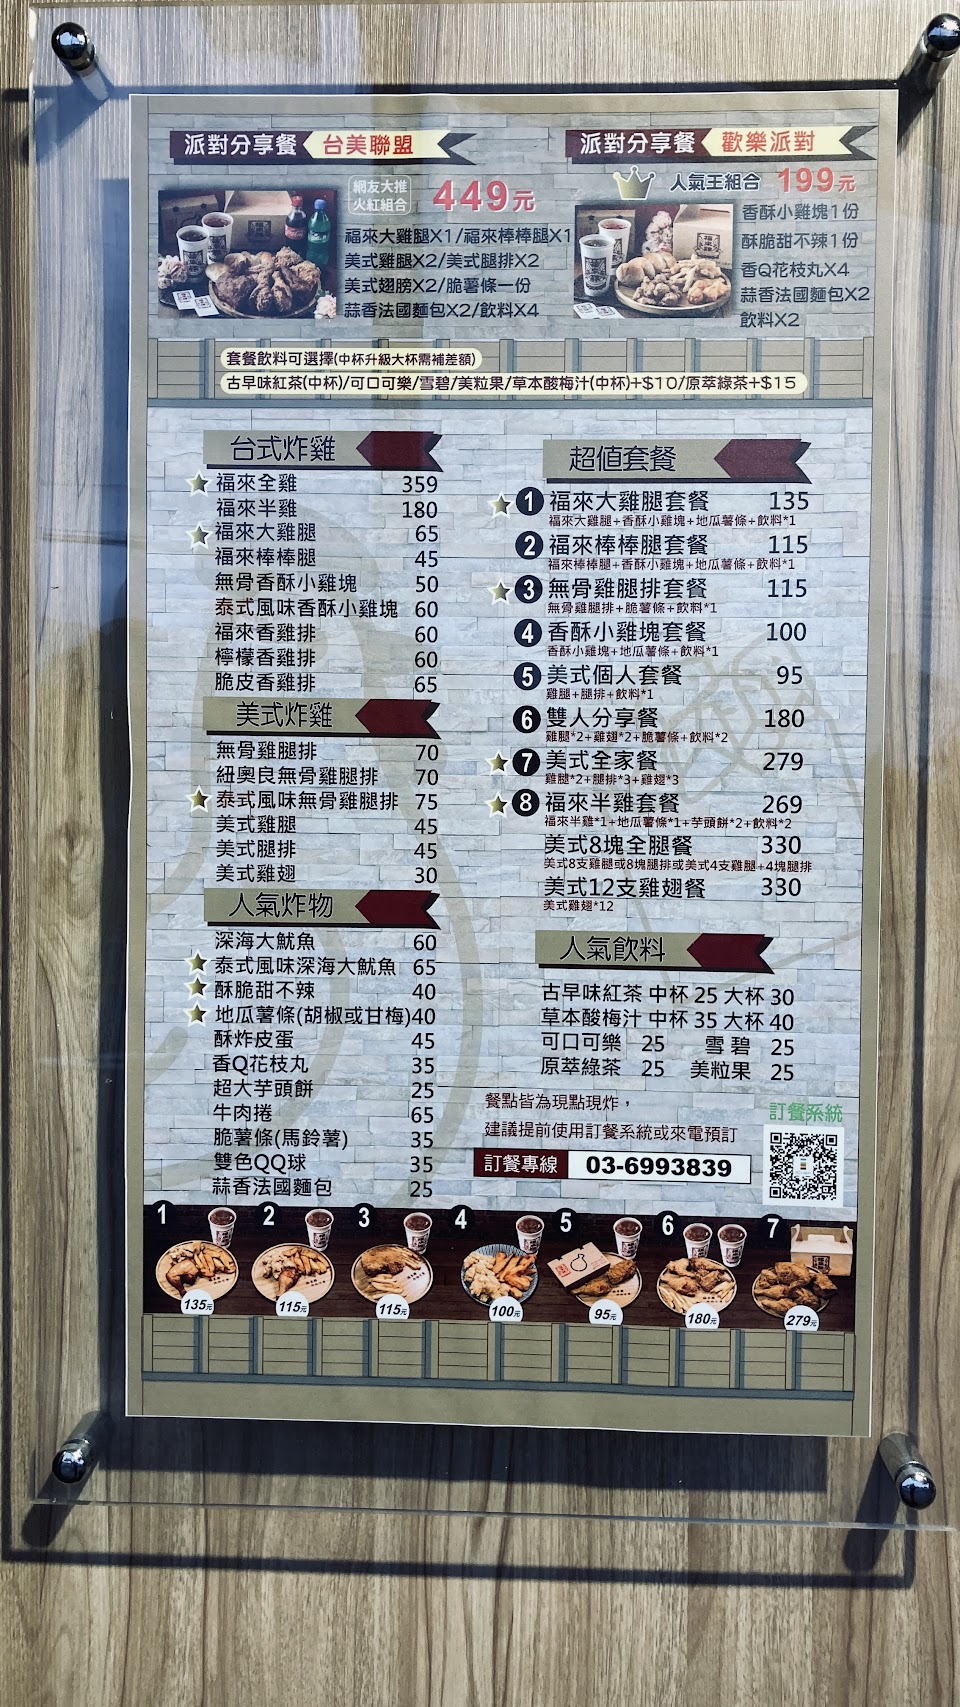 派對分享餐 台美聯盟
網友大推
火紅組合
449元
福來大雞腿X1/福來棒棒腿X1
美式雞腿X2/美式腿排X2
美式翅膀X2/脆薯條一份
蒜香法國麵包X2/飲料X4
派對分享餐 歡樂派對
人氣王組合 199元
香酥小雞塊1份
酥脆甜不辣1份
香Q花枝丸X4
蒜香法國麵包X2
飲料X2
套餐飲料可選擇(中杯升級大杯需補差額)
古早味紅茶(中杯)/可口可樂/雪碧/美粒果/草本酸梅汁(中杯)+$10/原萃綠茶+$15
台式炸雞
福來全雞 359
福來半雞 180
福來大雞腿 65
福來棒棒腿 45
無骨香酥小雞塊 50
泰式風味香酥小雞塊 60
福來香雞排 60
檸檬香雞排 60
脆皮香雞排 65
美式炸雞
無骨雞腿排 70
紐奧良無骨雞腿排 70
泰式風味無骨雞腿排 75
美式雞腿 45
美式腿排 45
美式雞翅 30
人氣炸物
深海大魷魚 60
泰式風味深海大魷魚 65
酥脆甜不辣 40
地瓜薯條(胡椒或甘梅)40
酥炸皮蛋 45
香Q花枝丸 35
超大芋頭餅 25
牛肉捲 65
脆薯條(馬鈴薯) 35
雙色QQ球 35
蒜香法國麵包 25
超值套餐
1 福來大雞腿套餐 135
福來大雞腿+香酥小雞塊+地瓜薯條+飲料*1
2 福來棒棒腿套餐 115
福來棒棒腿+香酥小雞塊+地瓜薯條+飲料*1
3 無骨雞腿排套餐 115
無骨雞腿排+脆薯條+飲料*1
4 香酥小雞塊套餐 100
香酥小雞塊+地瓜薯條+飲料*1
5 美式個人套餐 95
雞腿+腿排+飲料*1
6 雙人分享餐 180
雞腿*2+雞翅*2+脆薯條+飲料*2
7 美式全家餐 279
雞腿*2+腿排*3+雞翅*3
8 福來半雞套餐 269
福來半雞*1+地瓜薯條*1+芋頭餅*2+飲料*2
美式8塊全腿餐 330
美式8支雞腿或8塊腿排或美式4支雞腿+4塊腿排
美式12支雞翅餐 330
美式雞翅*12
人氣飲料
古早味紅茶 中杯 25 大杯 30
草本酸梅汁 中杯 35 大杯 40
可口可樂 25 雪碧 25
原萃綠茶 25 美粒果 25
餐點皆為現點現炸，
建議提前使用訂餐系統或來電預訂
訂餐專線 03-6993839
訂餐系統
1 2 3 4 5 6 7
135元 115元 115元 100元 95元 180元 279元